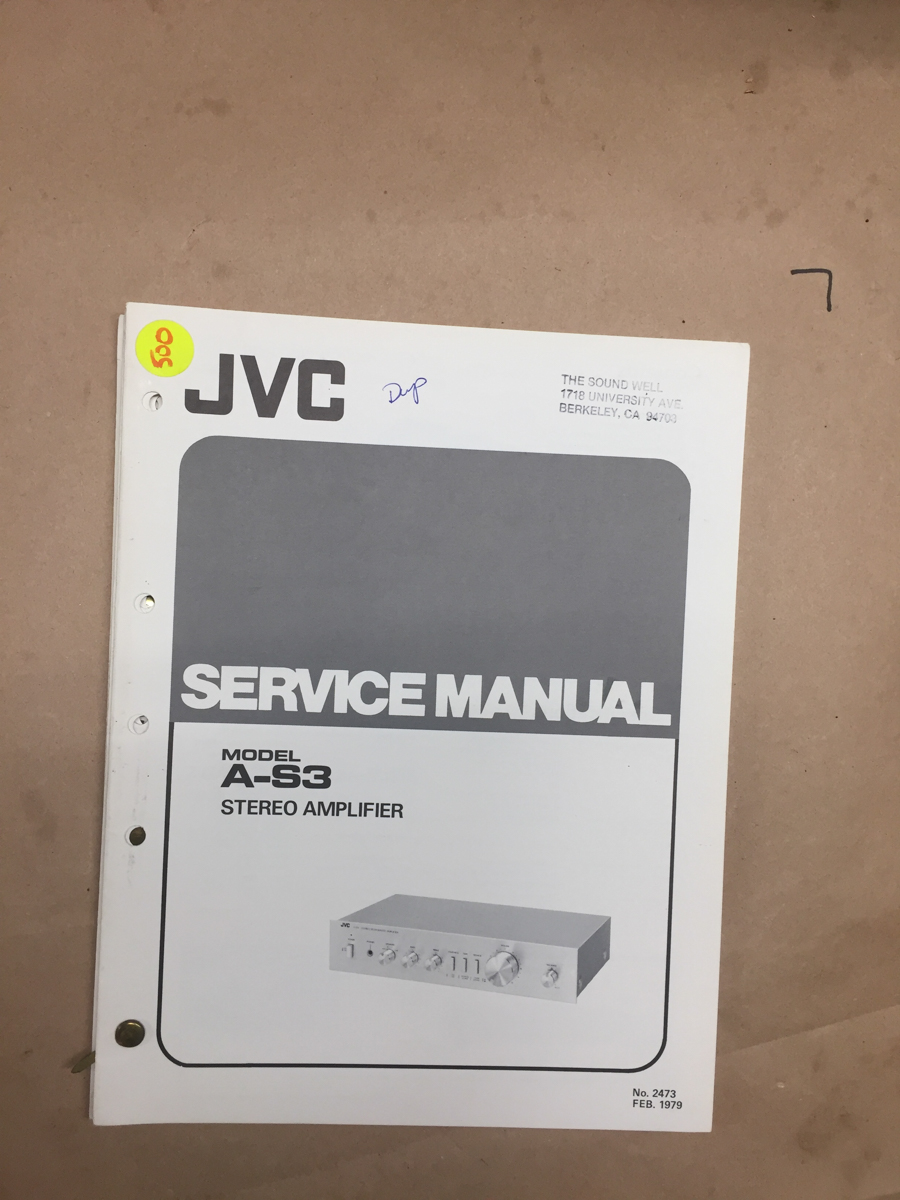 500
JVC
Dup
THE SOUND WELL
1718 UNIVERSITY AVE.
BERKELEY, CA 94703
SERVICE MANUAL
MODEL
A-S3
STEREO AMPLIFIER
JVC
No. 2473
FEB. 1979